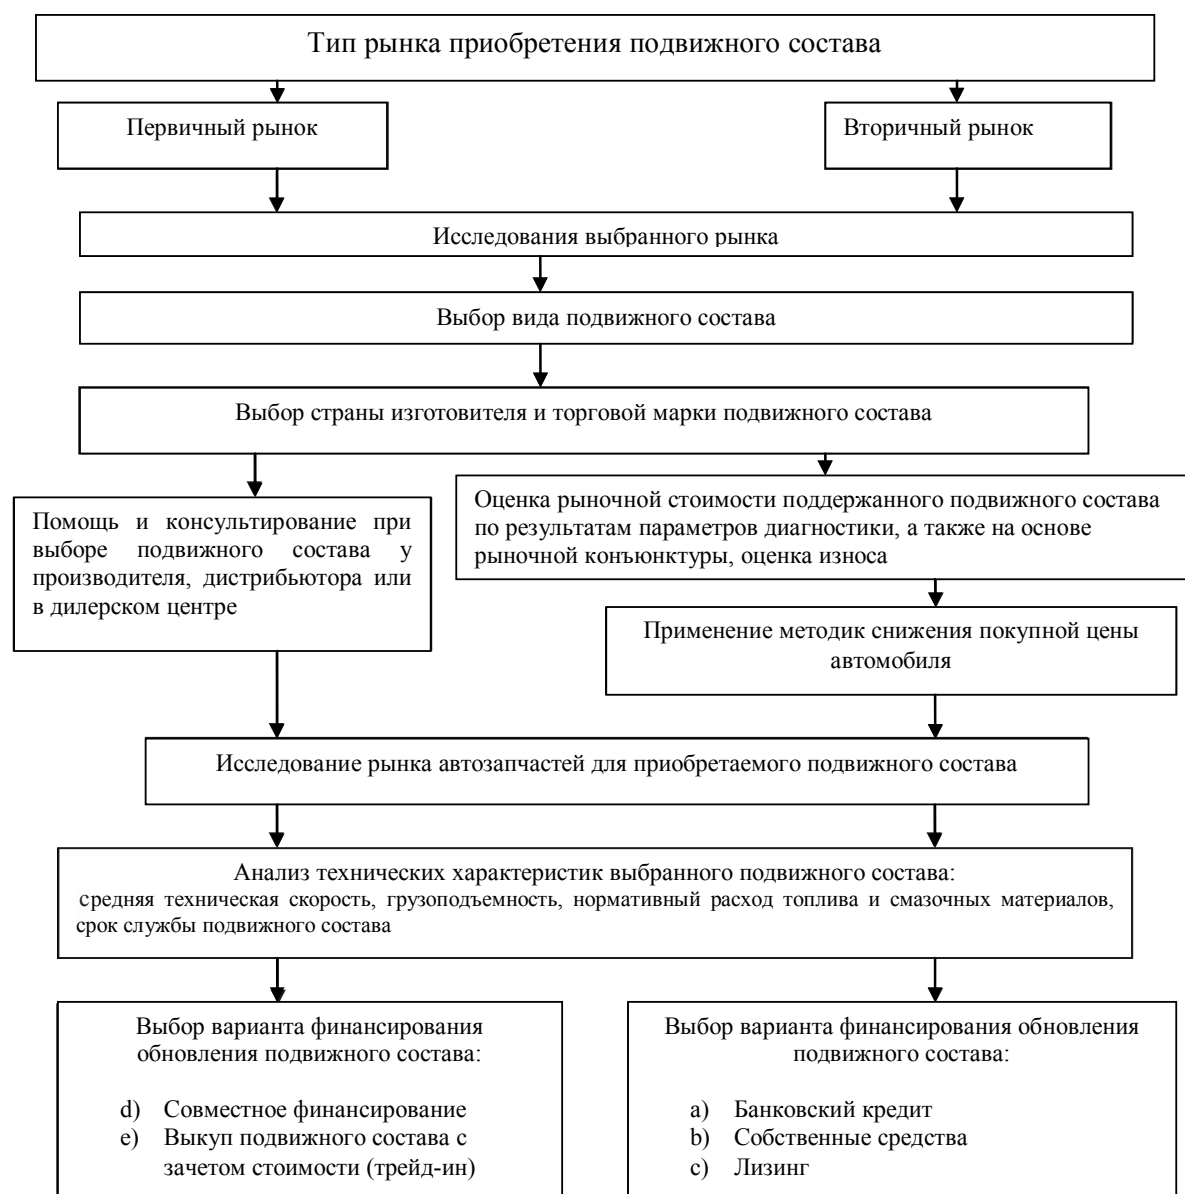 Тип рынка приобретения подвижного состава
Первичный рынок
Вторичный рынок
Исследования выбранного рынка
Выбор вида подвижного состава
Выбор страны изготовителя и торговой марки подвижного состава
Помощь и консультирование при
выборе подвижного состава у
производителя, дистрибьютора или
в дилерском центре
Оценка рыночной стоимости поддержанного подвижного состава
по результатам параметров диагностики, а также на основе
рыночной конъюнктуры, оценка износа
Применение методик снижения покупной цены
автомобиля
Исследование рынка автозапчастей для приобретаемого подвижного состава
Анализ технических характеристик выбранного подвижного состава:
средняя техническая скорость, грузоподъемность, нормативный расход топлива и смазочных материалов,
срок службы подвижного состава
Выбор варианта финансирования
обновления подвижного состава:
d) Совместное финансирование
e) Выкуп подвижного состава с
зачетом стоимости (трейд-ин)
Выбор варианта финансирования обновления
подвижного состава:
a) Банковский кредит
b) Собственные средства
c) Лизинг